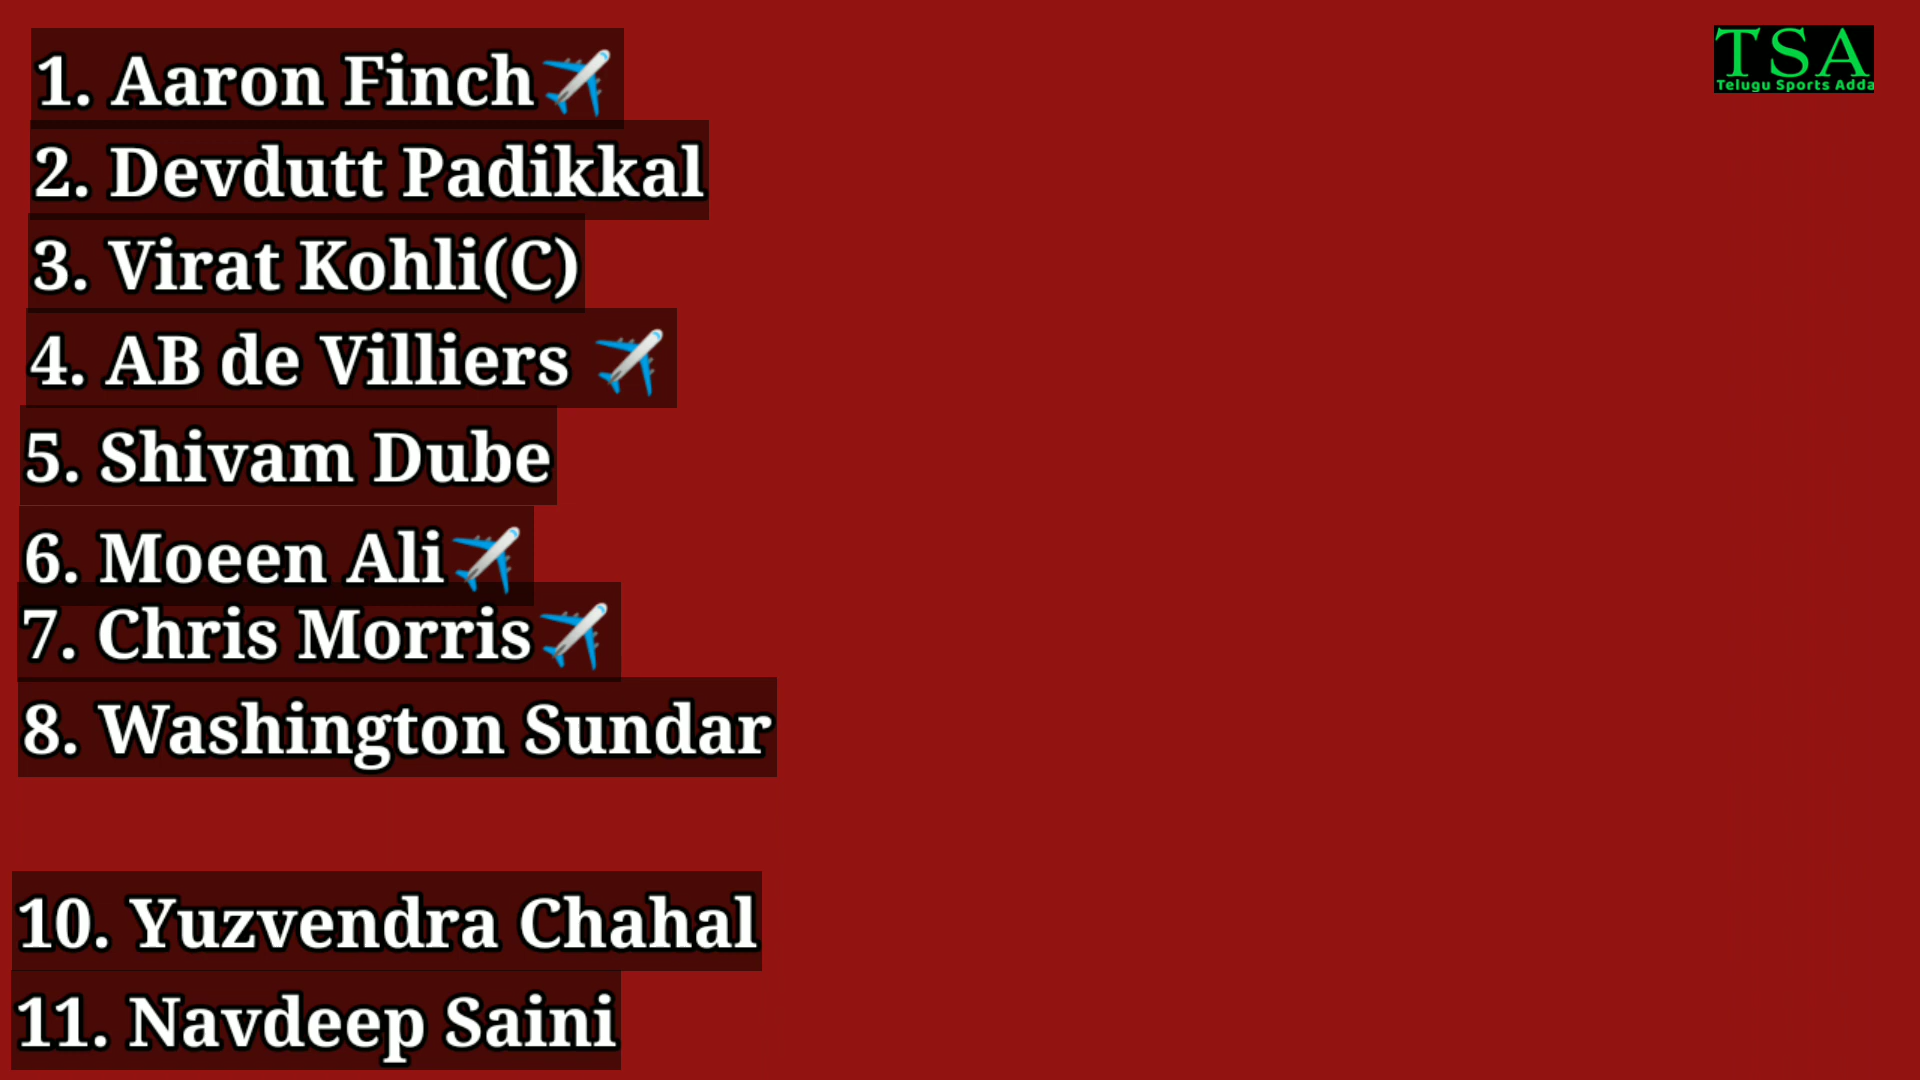 1. Aaron Finch✈️
2. Devdutt Padikkal
3. Virat Kohli(C)
4. AB de Villiers ✈️
5. Shivam Dube
6. Moeen Ali✈️
7. Chris Morris✈️
8. Washington Sundar
10. Yuzvendra Chahal
11. Navdeep Saini
TSA
Telugu Sports Adda